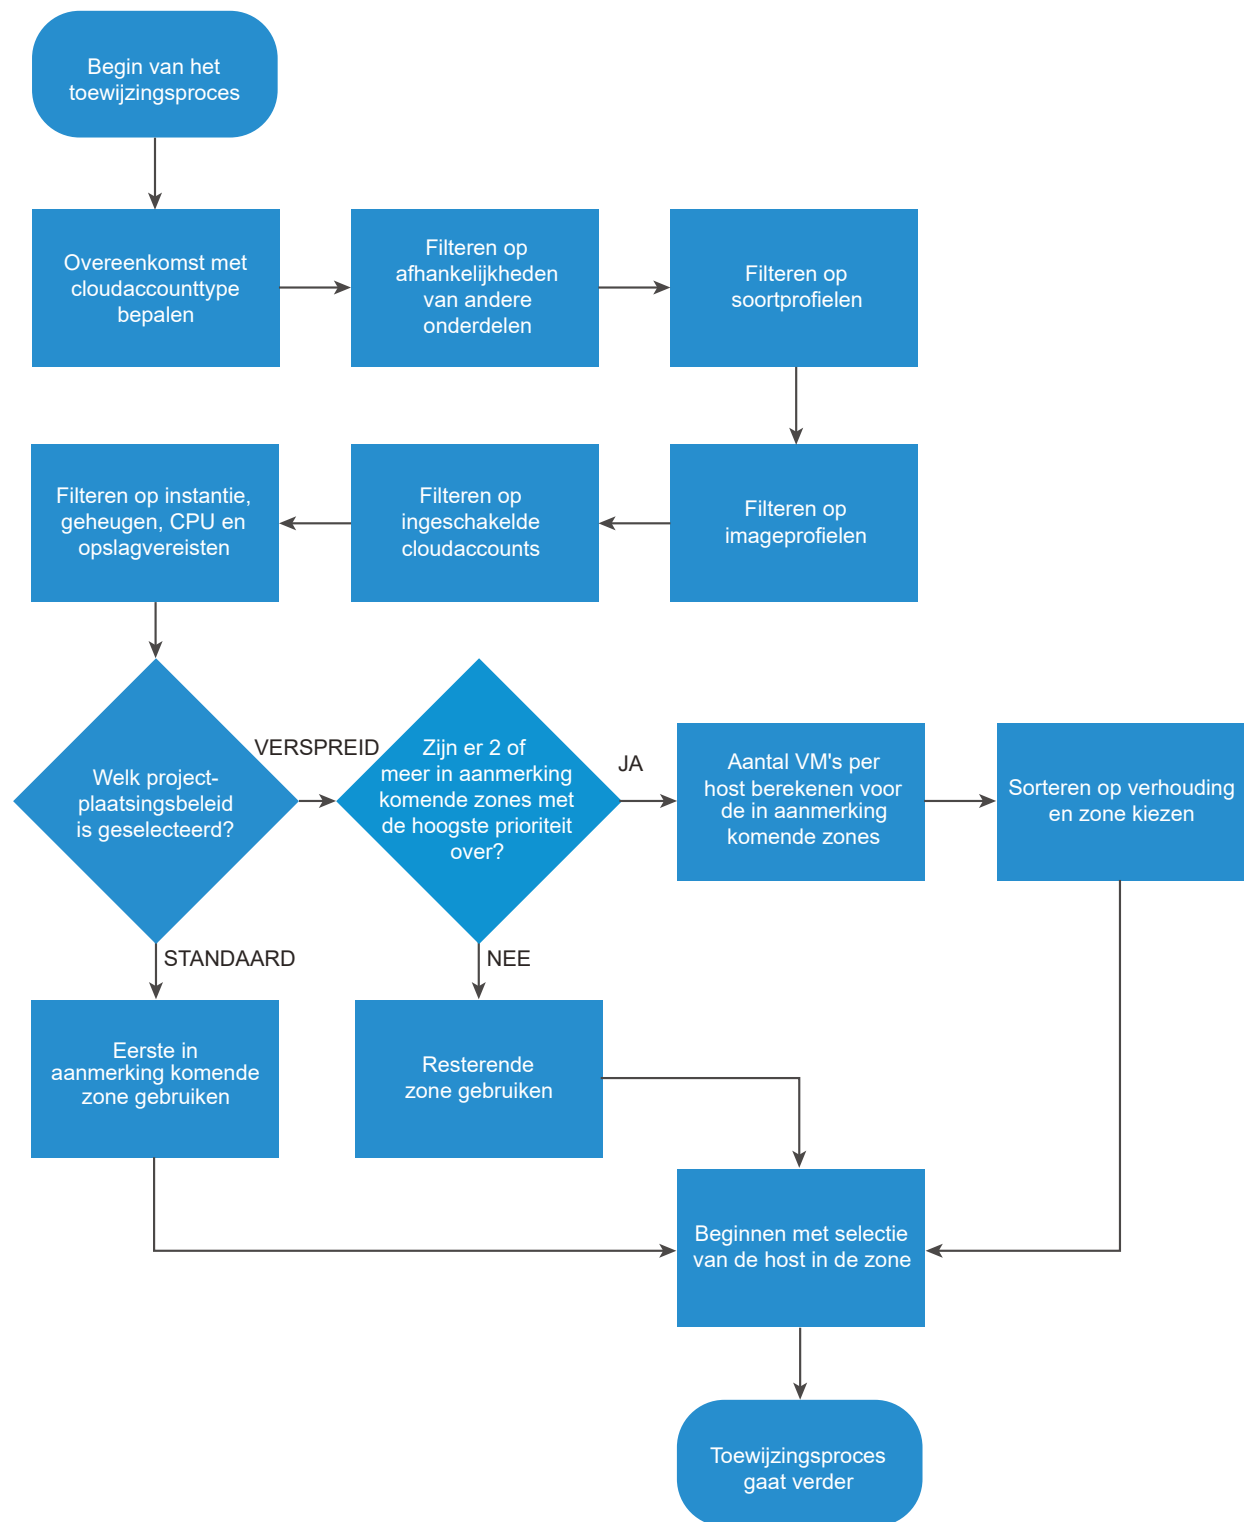 Begin van het
toewijzingsproces
Overeenkomst met
cloudaccounttype
bepalen
Filteren op
afhankelijkheden
van andere
onderdelen
Filteren op
soortprofielen
Filteren op instantie,
geheugen, CPU en
opslagvereisten
Filteren op
ingeschakelde
cloudaccounts
Filteren op
imageprofielen
Welk project-
plaatsingsbeleid
is geselecteerd?
VERSPREID
Zijn er 2 of
meer in aanmerking
komende zones met
de hoogste prioriteit
over?
JA
Aantal VM's per
host berekenen voor
de in aanmerking
komende zones
Sorteren op verhouding
en zone kiezen
STANDAARD
NEE
Eerste in
aanmerking komende
zone gebruiken
Resterende
zone gebruiken
Beginnen met selectie
van de host in de zone
Toewijzingsproces
gaat verder